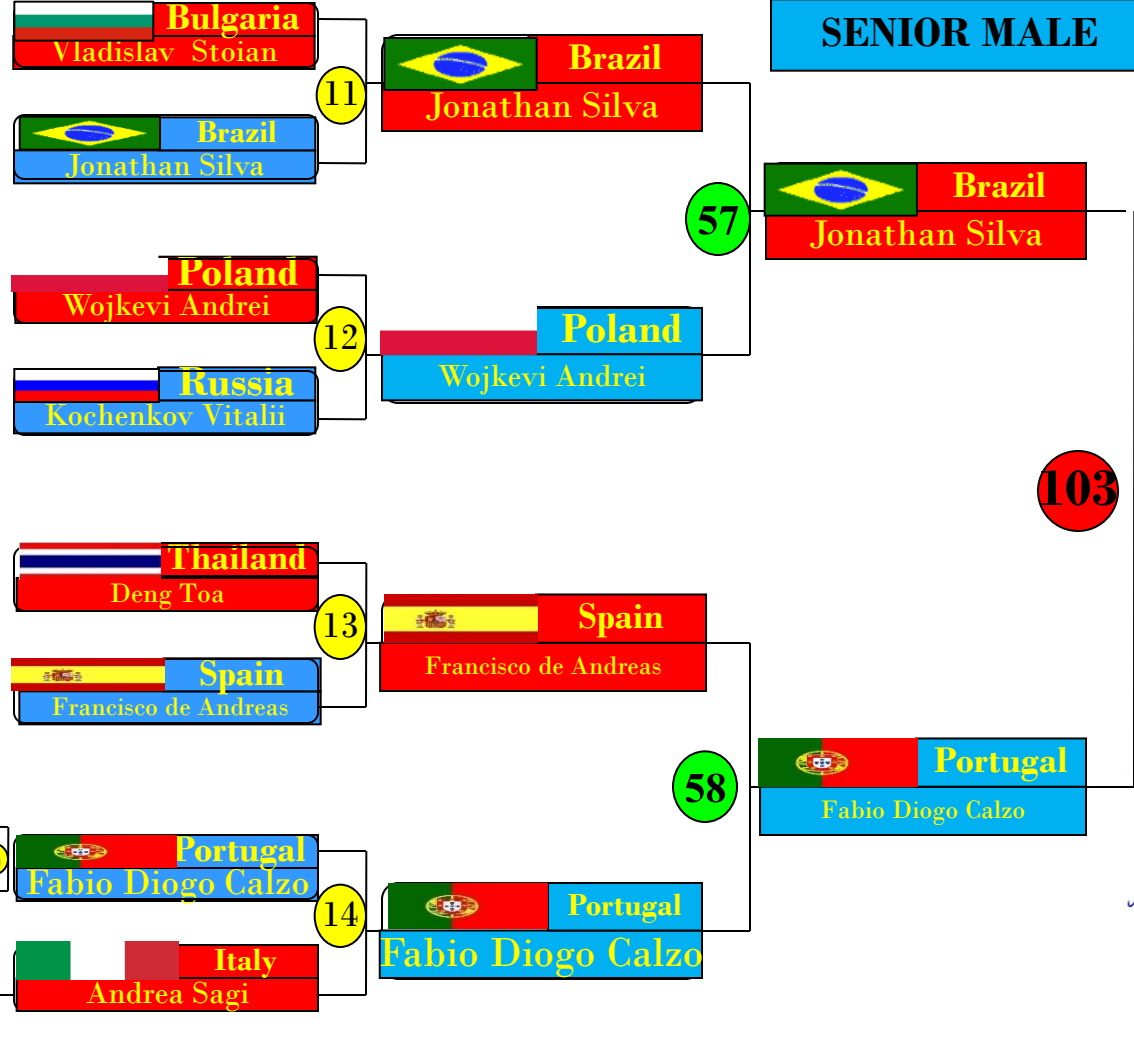 SENIOR MALE
Bulgaria
Vladislav Stoian
11
Brazil
Jonathan Silva
Brazil
Jonathan Silva
57
Brazil
Jonathan Silva
Poland
Wojkevi Andrei
12
Russia
Kochenkov Vitalii
Poland
Wojkevi Andrei
103
Thailand
Deng Toa
13
Spain
Francisco de Andreas
Spain
Francisco de Andreas
58
Portugal
Fabio Diogo Calzo
Portugal
Fabio Diogo Calzo
14
Italy
Andrea Sagi
Portugal
Fabio Diogo Calzo